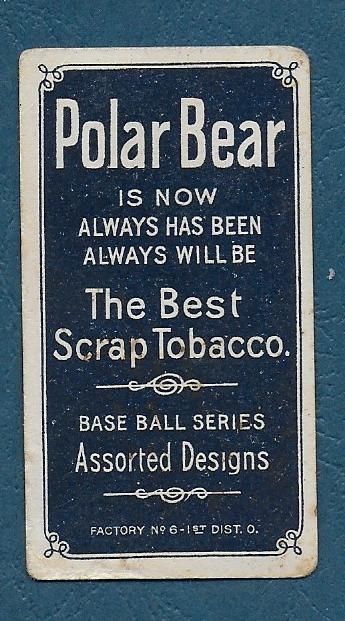 Polar Bear
IS NOW
ALWAYS HAS BEEN
ALWAYS WILL BE
The Best
Scrap Tobacco.
BASE BALL SERIES
Assorted Designs
FACTORY Nº 6-1ST DIST. O.